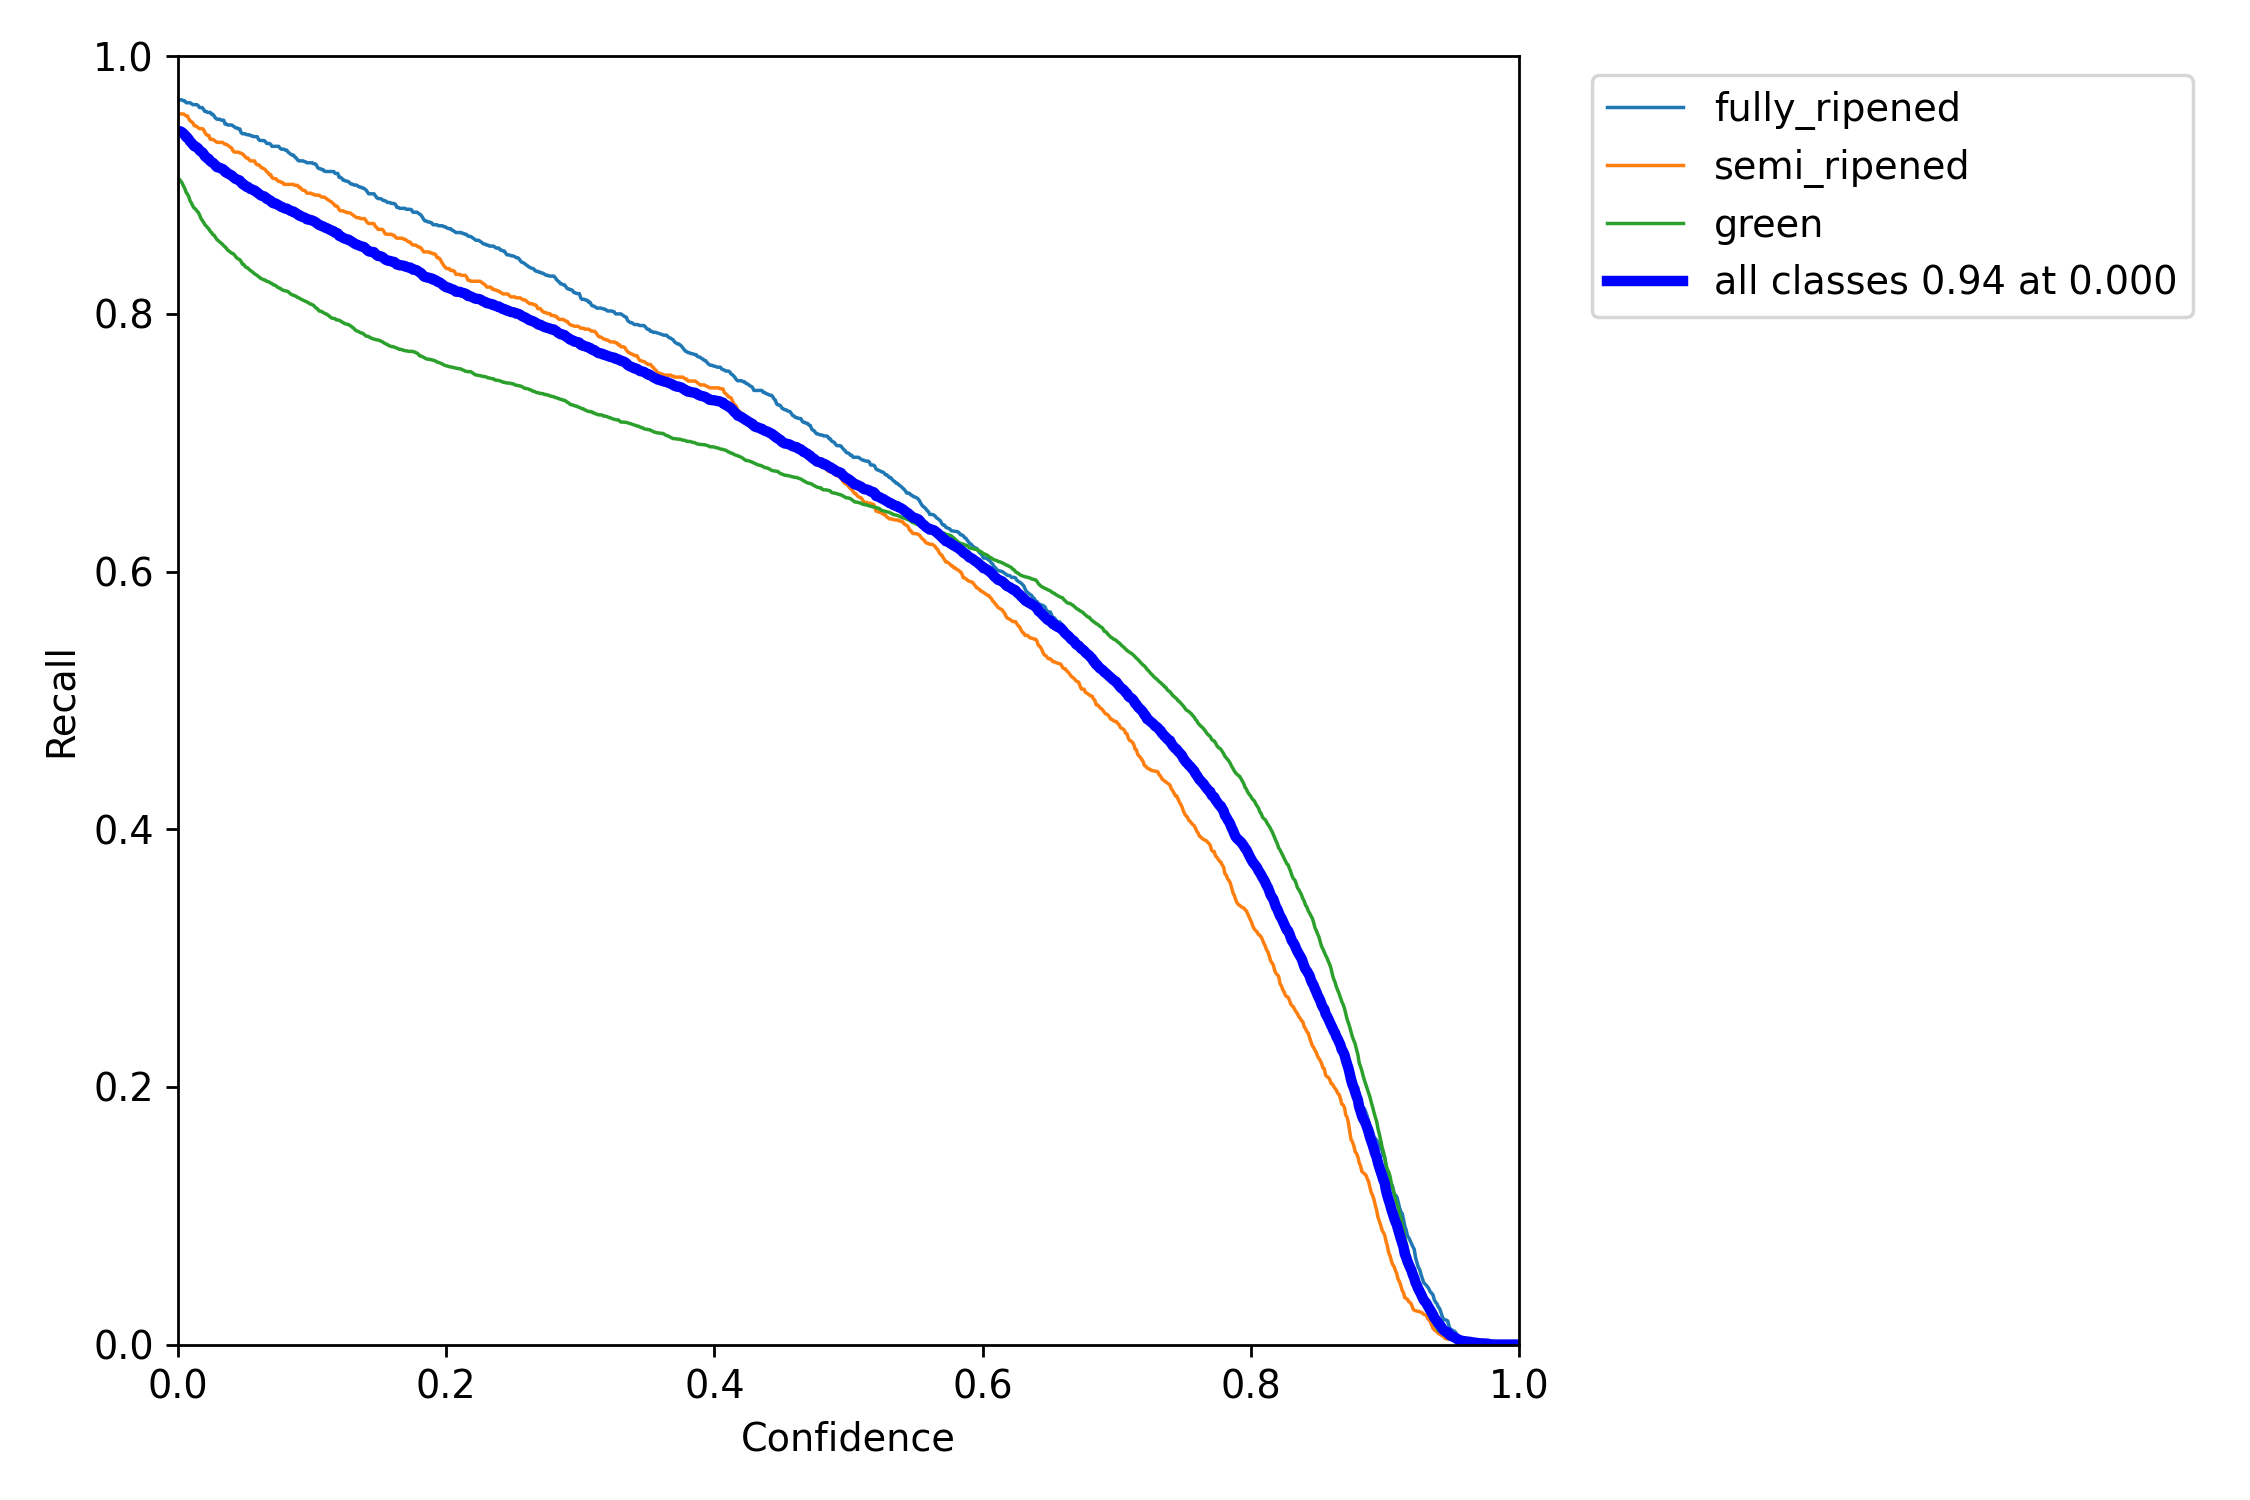 1.0
0.8
0.6
0.4
0.2
0.0
Recall
0.0 0.2 0.4 0.6 0.8 1.0
Confidence
fully_ripened
semi_ripened
green
all classes 0.94 at 0.000